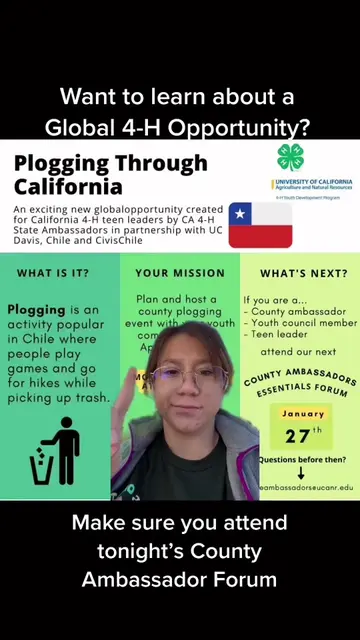 Want to learn about a
Global 4-H Opportunity?
Plogging Through
California
UNIVERSITY OF CALIFORNIA
Agriculture and Natural Resources
4-H Youth Development Program
An exciting new globalopportunity created
for California 4-H teen leaders by CA 4-H
State Ambassadors in partnership with UC
Davis, Chile and CivisChile
WHAT IS IT?
Plogging is an
activity popular
in Chile where
people play
games and go
for hikes while
picking up trash.
YOUR MISSION
Plan and host a
county plogging
event with youth
WHAT'S NEXT?
If you are a...
- County ambassador
- Youth council member
- Teen leader
attend our next
COUNTY AMBASSADORS
ESSENTIALS FORUM
January
27th
Questions before then?
eambassadors@ucanr.edu
Make sure you attend
tonight's County
Ambassador Forum